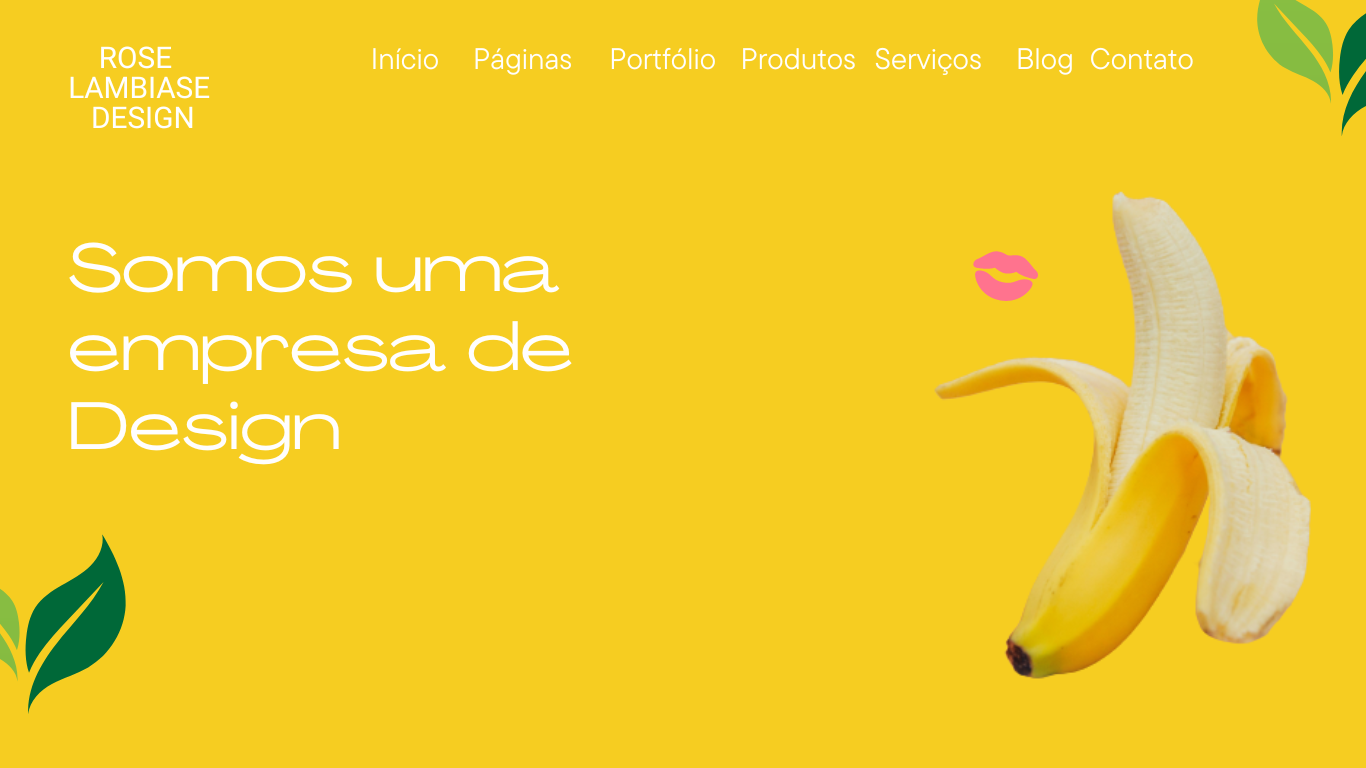 ROSE
LAMBIASE
DESIGN
Início Páginas Portfólio Produtos Serviços Blog Contato
Somos uma
empresa de
Design